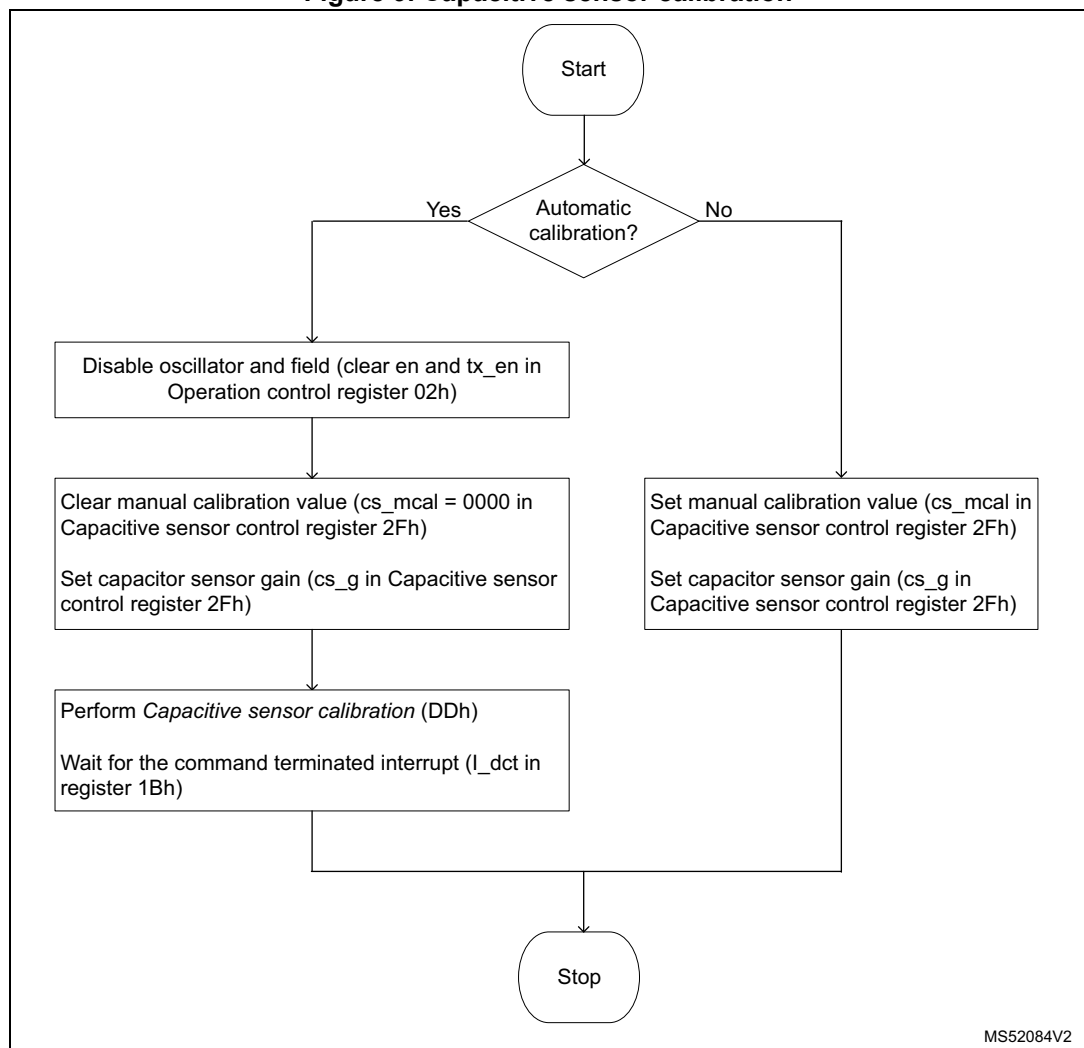 Start
Automatic
calibration?
Yes
No
Disable oscillator and field (clear en and tx_en in
Operation control register 02h)
Clear manual calibration value (cs_mcal = 0000 in
Capacitive sensor control register 2Fh)
Set capacitor sensor gain (cs_g in Capacitive sensor
control register 2Fh)
Set manual calibration value (cs_mcal in
Capacitive sensor control register 2Fh)
Set capacitor sensor gain (cs_g in
Capacitive sensor control register 2Fh)
Perform Capacitive sensor calibration (DDh)
Wait for the command terminated interrupt (I_dct in
register 1Bh)
Stop
MS52084V2